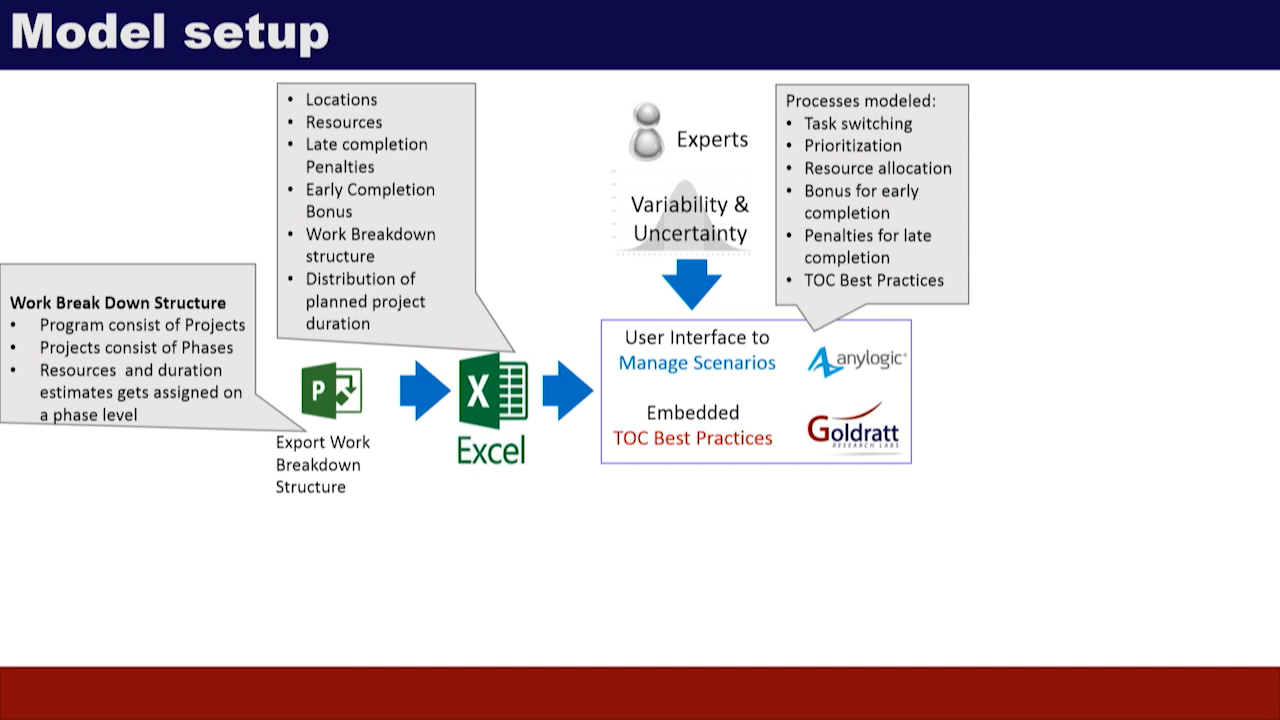 Model setup
• Locations
• Resources
• Late completion
Penalties
• Early Completion
Bonus
• Work Breakdown
structure
• Distribution of
planned project
duration
Experts
Variability &
Uncertainty
Processes modeled:
• Task switching
• Prioritization
• Resource allocation
• Bonus for early
completion
• Penalties for late
completion
• TOC Best Practices
Work Break Down Structure
• Program consist of Projects
• Projects consist of Phases
• Resources and duration
estimates gets assigned on
a phase level
P
Export Work
Breakdown
Structure
X
Excel
User Interface to
Manage Scenarios
anylogic®
Embedded
TOC Best Practices
Goldratt
RESEARCH LABS